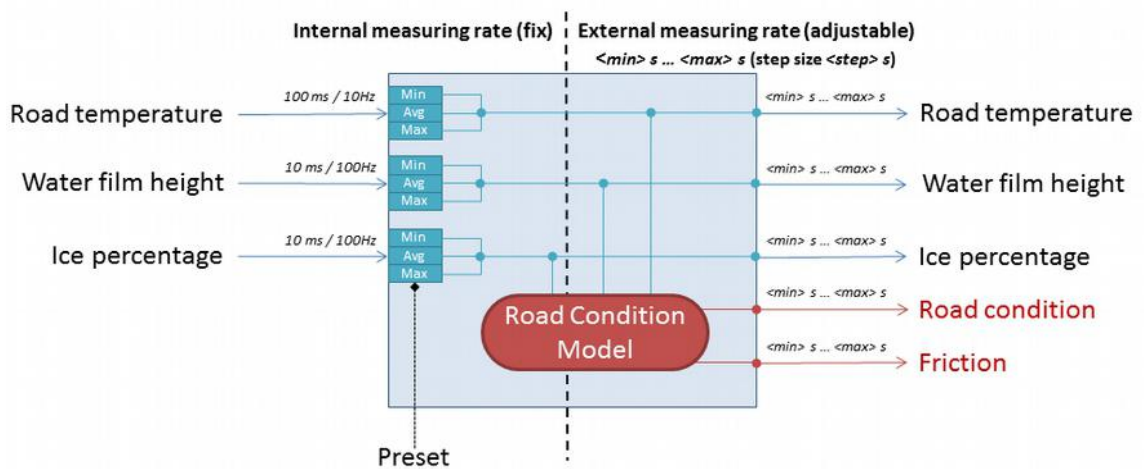 Internal measuring rate (fix)
External measuring rate (adjustable)
<min> s ... <max> s (step size <step> s)
Road temperature
100 ms / 10Hz
Min
Avg
Max
<min> s ... <max> s
Road temperature
Water film height
10 ms / 100Hz
Min
Avg
Max
<min> s ... <max> s
Water film height
Ice percentage
10 ms / 100Hz
Min
Avg
Max
<min> s ... <max> s
Ice percentage
Road Condition
Model
<min> s ... <max> s
Road condition
<min> s ... <max> s
Friction
Preset